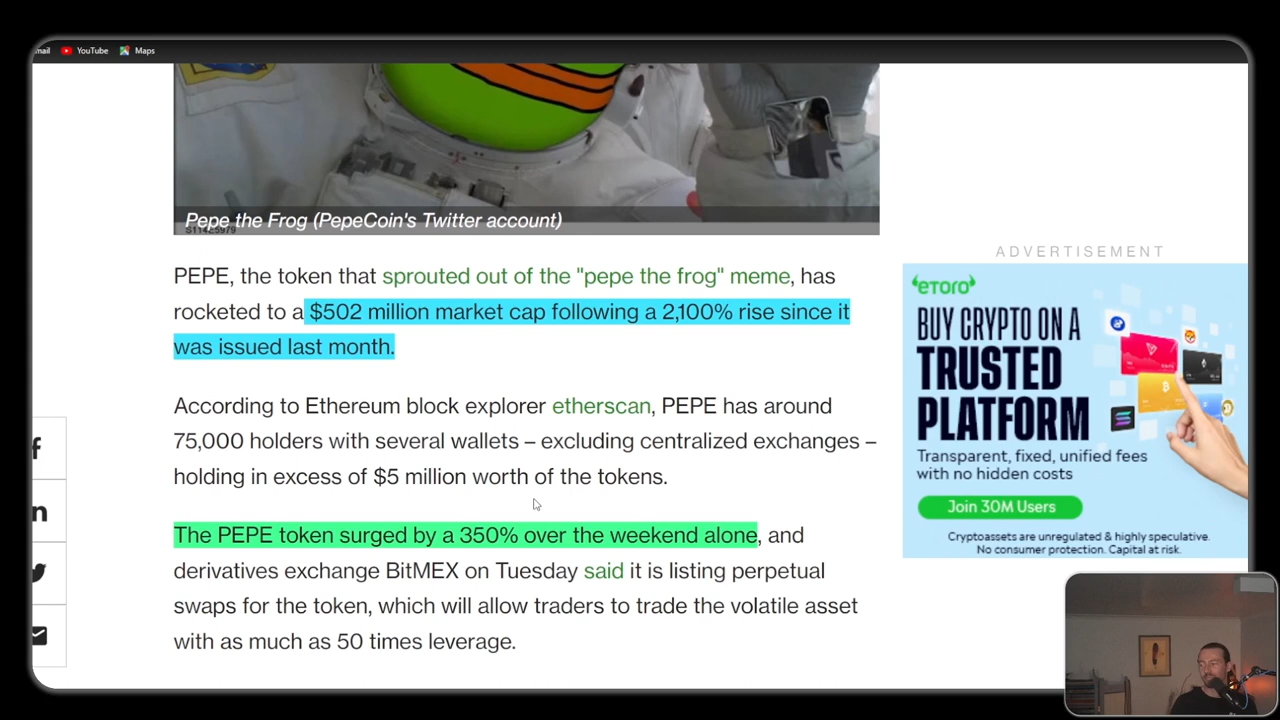 mail YouTube Maps
S114E5979
Pepe the Frog (PepeCoin's Twitter account)
PEPE, the token that sprouted out of the "pepe the frog" meme, has
rocketed to a $502 million market cap following a 2,100% rise since it
was issued last month.
According to Ethereum block explorer etherscan, PEPE has around
75,000 holders with several wallets – excluding centralized exchanges –
holding in excess of $5 million worth of the tokens.
The PEPE token surged by a 350% over the weekend alone, and
derivatives exchange BitMEX on Tuesday said it is listing perpetual
swaps for the token, which will allow traders to trade the volatile asset
with as much as 50 times leverage.
ADVERTISEMENT
eTORO
BUY CRYPTO ON A
TRUSTED
PLATFORM
Transparent, fixed, unified fees
with no hidden costs
Join 30M Users
Cryptoassets are unregulated & highly speculative.
No consumer protection. Capital at risk.